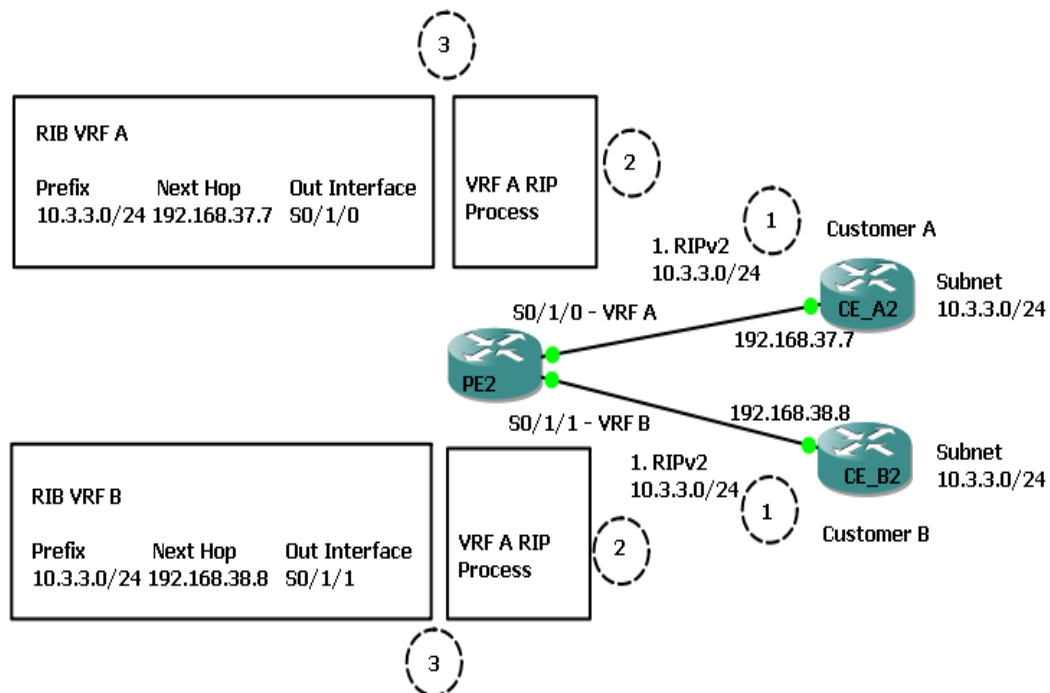 3
RIB VRF A
Prefix Next Hop Out Interface
10.3.3.0/24 192.168.37.7 S0/1/0
VRF A RIP
Process
2
1
1. RIPv2
10.3.3.0/24
Customer A
CE_A2
Subnet
10.3.3.0/24
S0/1/0 - VRF A
192.168.37.7
PE2
S0/1/1 - VRF B
192.168.38.8
1. RIPv2
10.3.3.0/24
1
CE_B2
Subnet
10.3.3.0/24
Customer B
RIB VRF B
Prefix Next Hop Out Interface
10.3.3.0/24 192.168.38.8 S0/1/1
VRF A RIP
Process
2
3